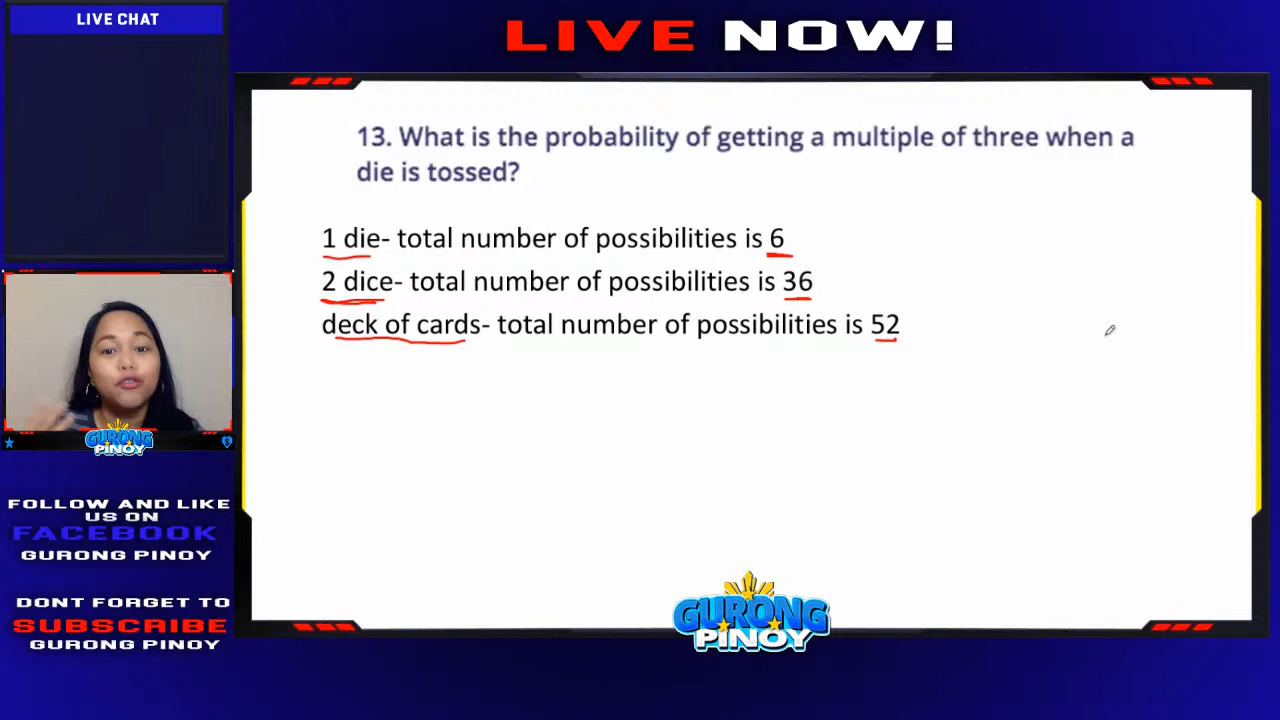 LIVE CHAT
LIVE NOW!
13. What is the probability of getting a multiple of three when a
die is tossed?
1 die- total number of possibilities is 6
2 dice- total number of possibilities is 36
deck of cards- total number of possibilities is 52
GURONG
PINOY
FOLLOW AND LIKE
US ON
FACEBOOK
GURONG PINOY
DONT FORGET TO
SUBSCRIBE
GURONG PINOY
GURONG
PINOY